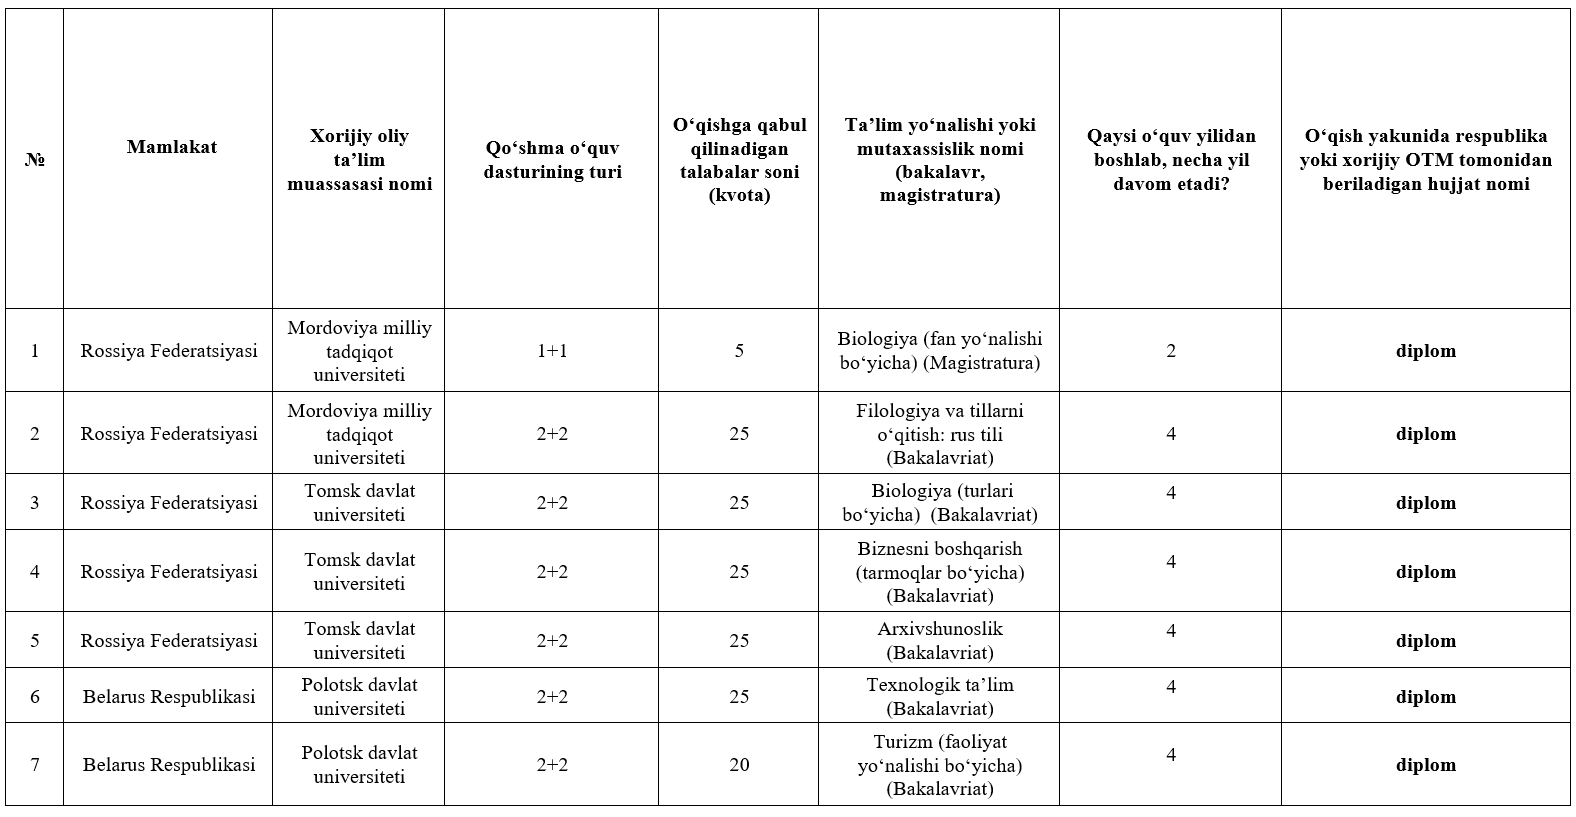 №
Mamlakat
Xorijiy oliy
ta’lim
muassasasi nomi
Qo‘shma o‘quv
dasturining turi
O‘qishga qabul
qilinadigan
talabalar soni
(kvota)
Ta’lim yo‘nalishi yoki
mutaxassislik nomi
(bakalavr,
magistratura)
Qaysi o‘quv yilidan
boshlab, necha yil
davom etadi?
O‘qish yakunida respublika
yoki xorijiy OTM tomonidan
beriladigan hujjat nomi
1
Rossiya Federatsiyasi
Mordoviya milliy
tadqiqot
universiteti
1+1
5
Biologiya (fan yo‘nalishi
bo‘yicha) (Magistratura)
2
diplom
2
Rossiya Federatsiyasi
Mordoviya milliy
tadqiqot
universiteti
2+2
25
Filologiya va tillarni
o‘qitish: rus tili
(Bakalavriat)
4
diplom
3
Rossiya Federatsiyasi
Tomsk davlat
universiteti
2+2
25
Biologiya (turlari
bo‘yicha) (Bakalavriat)
4
diplom
4
Rossiya Federatsiyasi
Tomsk davlat
universiteti
2+2
25
Biznesni boshqarish
(tarmoqlar bo‘yicha)
(Bakalavriat)
4
diplom
5
Rossiya Federatsiyasi
Tomsk davlat
universiteti
2+2
25
Arxivshunoslik
(Bakalavriat)
4
diplom
6
Belarus Respublikasi
Polotsk davlat
universiteti
2+2
25
Texnologik ta’lim
(Bakalavriat)
4
diplom
7
Belarus Respublikasi
Polotsk davlat
universiteti
2+2
20
Turizm (faoliyat
yo‘nalishi bo‘yicha)
(Bakalavriat)
4
diplom